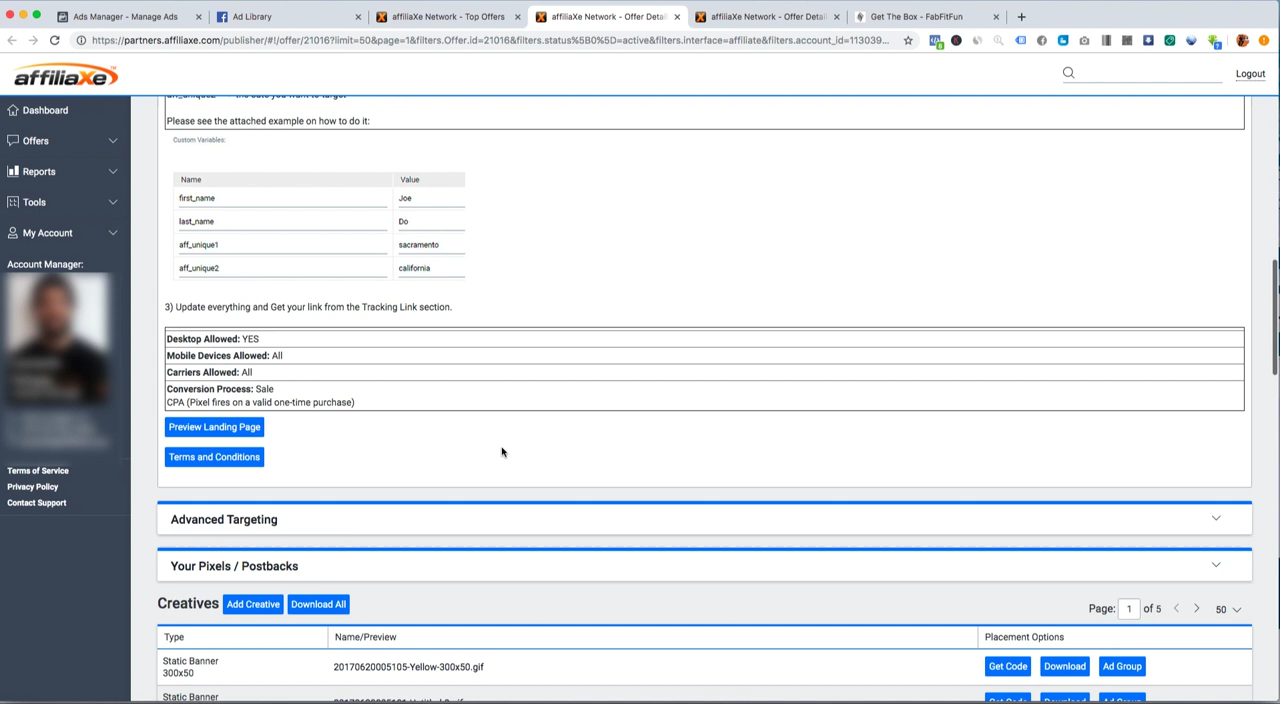 Ads Manager - Manage Ads
Ad Library
affiliaXe Network - Top Offers
affiliaXe Network - Offer Detai
affiliaXe Network - Offer Detai
Get The Box - FabFitFun
https://partners.affiliaxe.com/publisher/#!/offer/21016?limit=50&page=1&filters.Offer.id=21016&filters.status%5B0%5D=active&filters.interface=affiliate&filters.account_id=113039...
affiliaXe
Logout
Dashboard
Offers
Reports
Tools
My Account
Account Manager:
Terms of Service
Privacy Policy
Contact Support
Please see the attached example on how to do it:
Custom Variables:
Name Value
first_name Joe
last_name Do
aff_unique1 sacramento
aff_unique2 california
3) Update everything and Get your link from the Tracking Link section.
Desktop Allowed: YES
Mobile Devices Allowed: All
Carriers Allowed: All
Conversion Process: Sale
CPA (Pixel fires on a valid one-time purchase)
Preview Landing Page
Terms and Conditions
Advanced Targeting
Your Pixels / Postbacks
Creatives Add Creative Download All
Page: 1 of 5 50
Type Name/Preview Placement Options
Static Banner
300x50
20170620005105-Yellow-300x50.gif
Get Code Download Ad Group
Static Banner